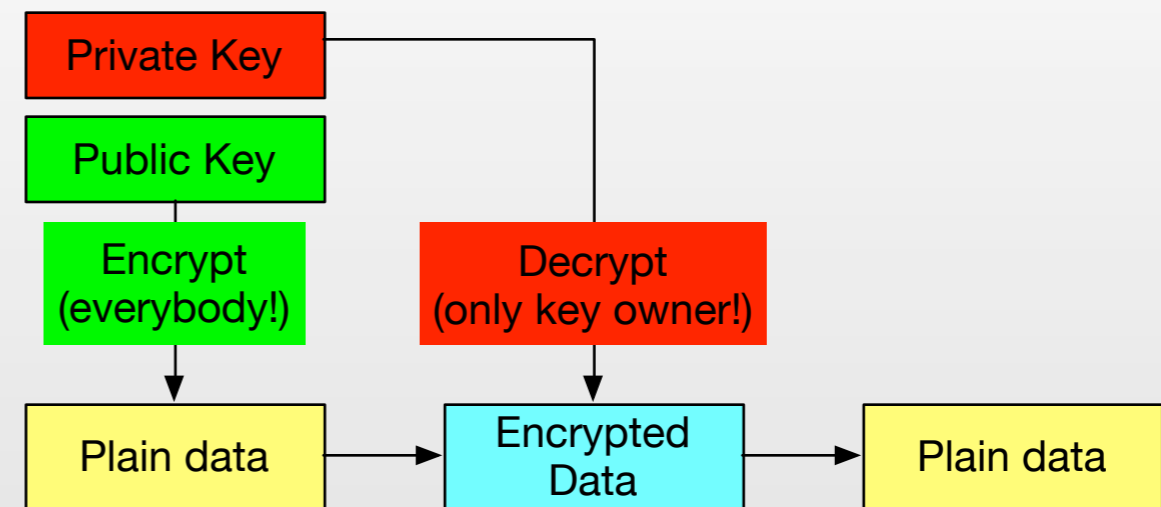 Private Key
Public Key
Encrypt
(everybody!)
Decrypt
(only key owner!)
Plain data
Encrypted
Data
Plain data